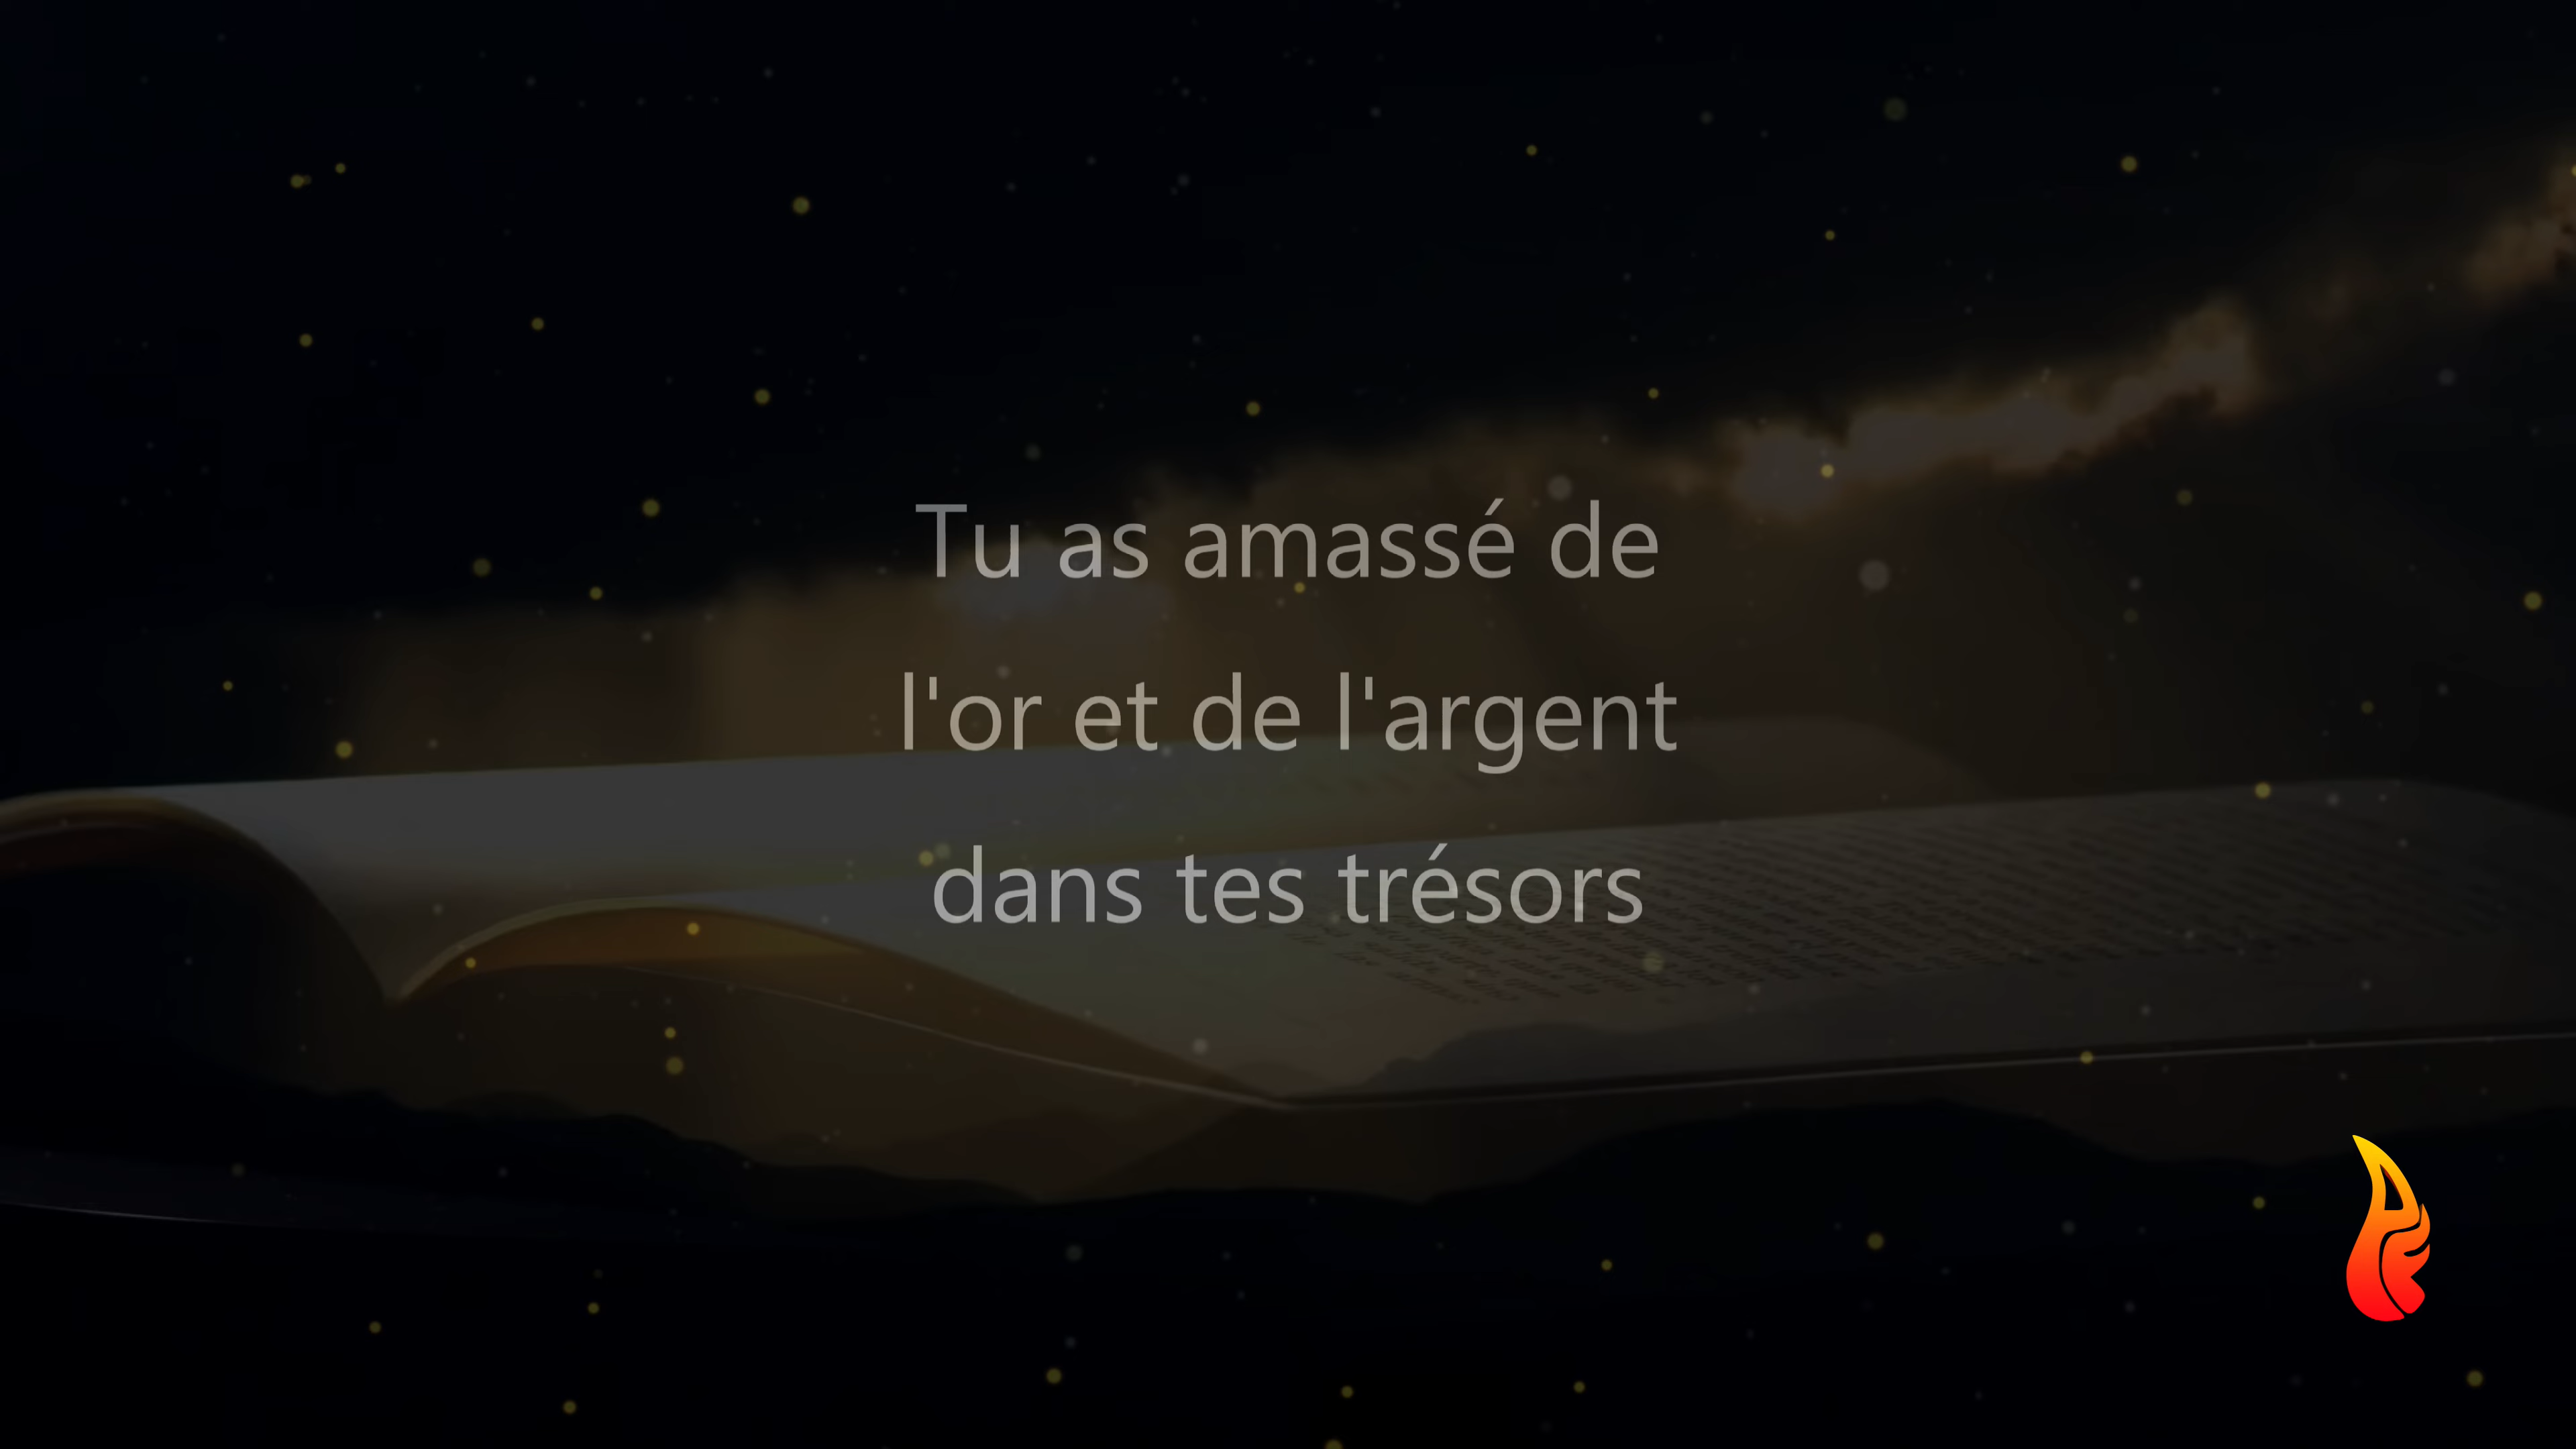 Tu as amassé de
l'or et de l'argent
dans tes trésors